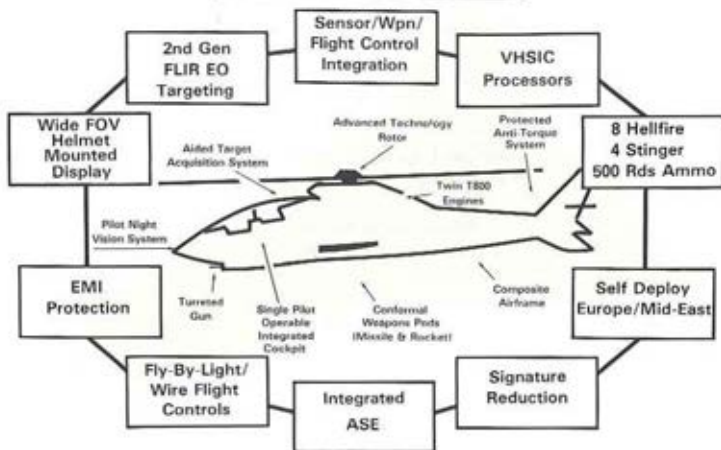 Sensor/Wpn/
Flight Control
Integration
2nd Gen
FLIR EO
Targeting
VHSIC
Processors
Wide FOV
Helmet
Mounted
Display
Aided Target
Acquisition System
Advanced Technology
Rotor
Protected
Anti-Torque
System
8 Hellfire
4 Stinger
500 Rds Ammo
Twin T800
Engines
Pilot Night
Vision System
EMI
Protection
Turreted
Gun
Single Pilot
Operable
Integrated
Cockpit
Conformal
Weapons Pods
(Missile & Rocket)
Composite
Airframe
Self Deploy
Europe/Mid-East
Fly-By-Light/
Wire Flight
Controls
Integrated
ASE
Signature
Reduction